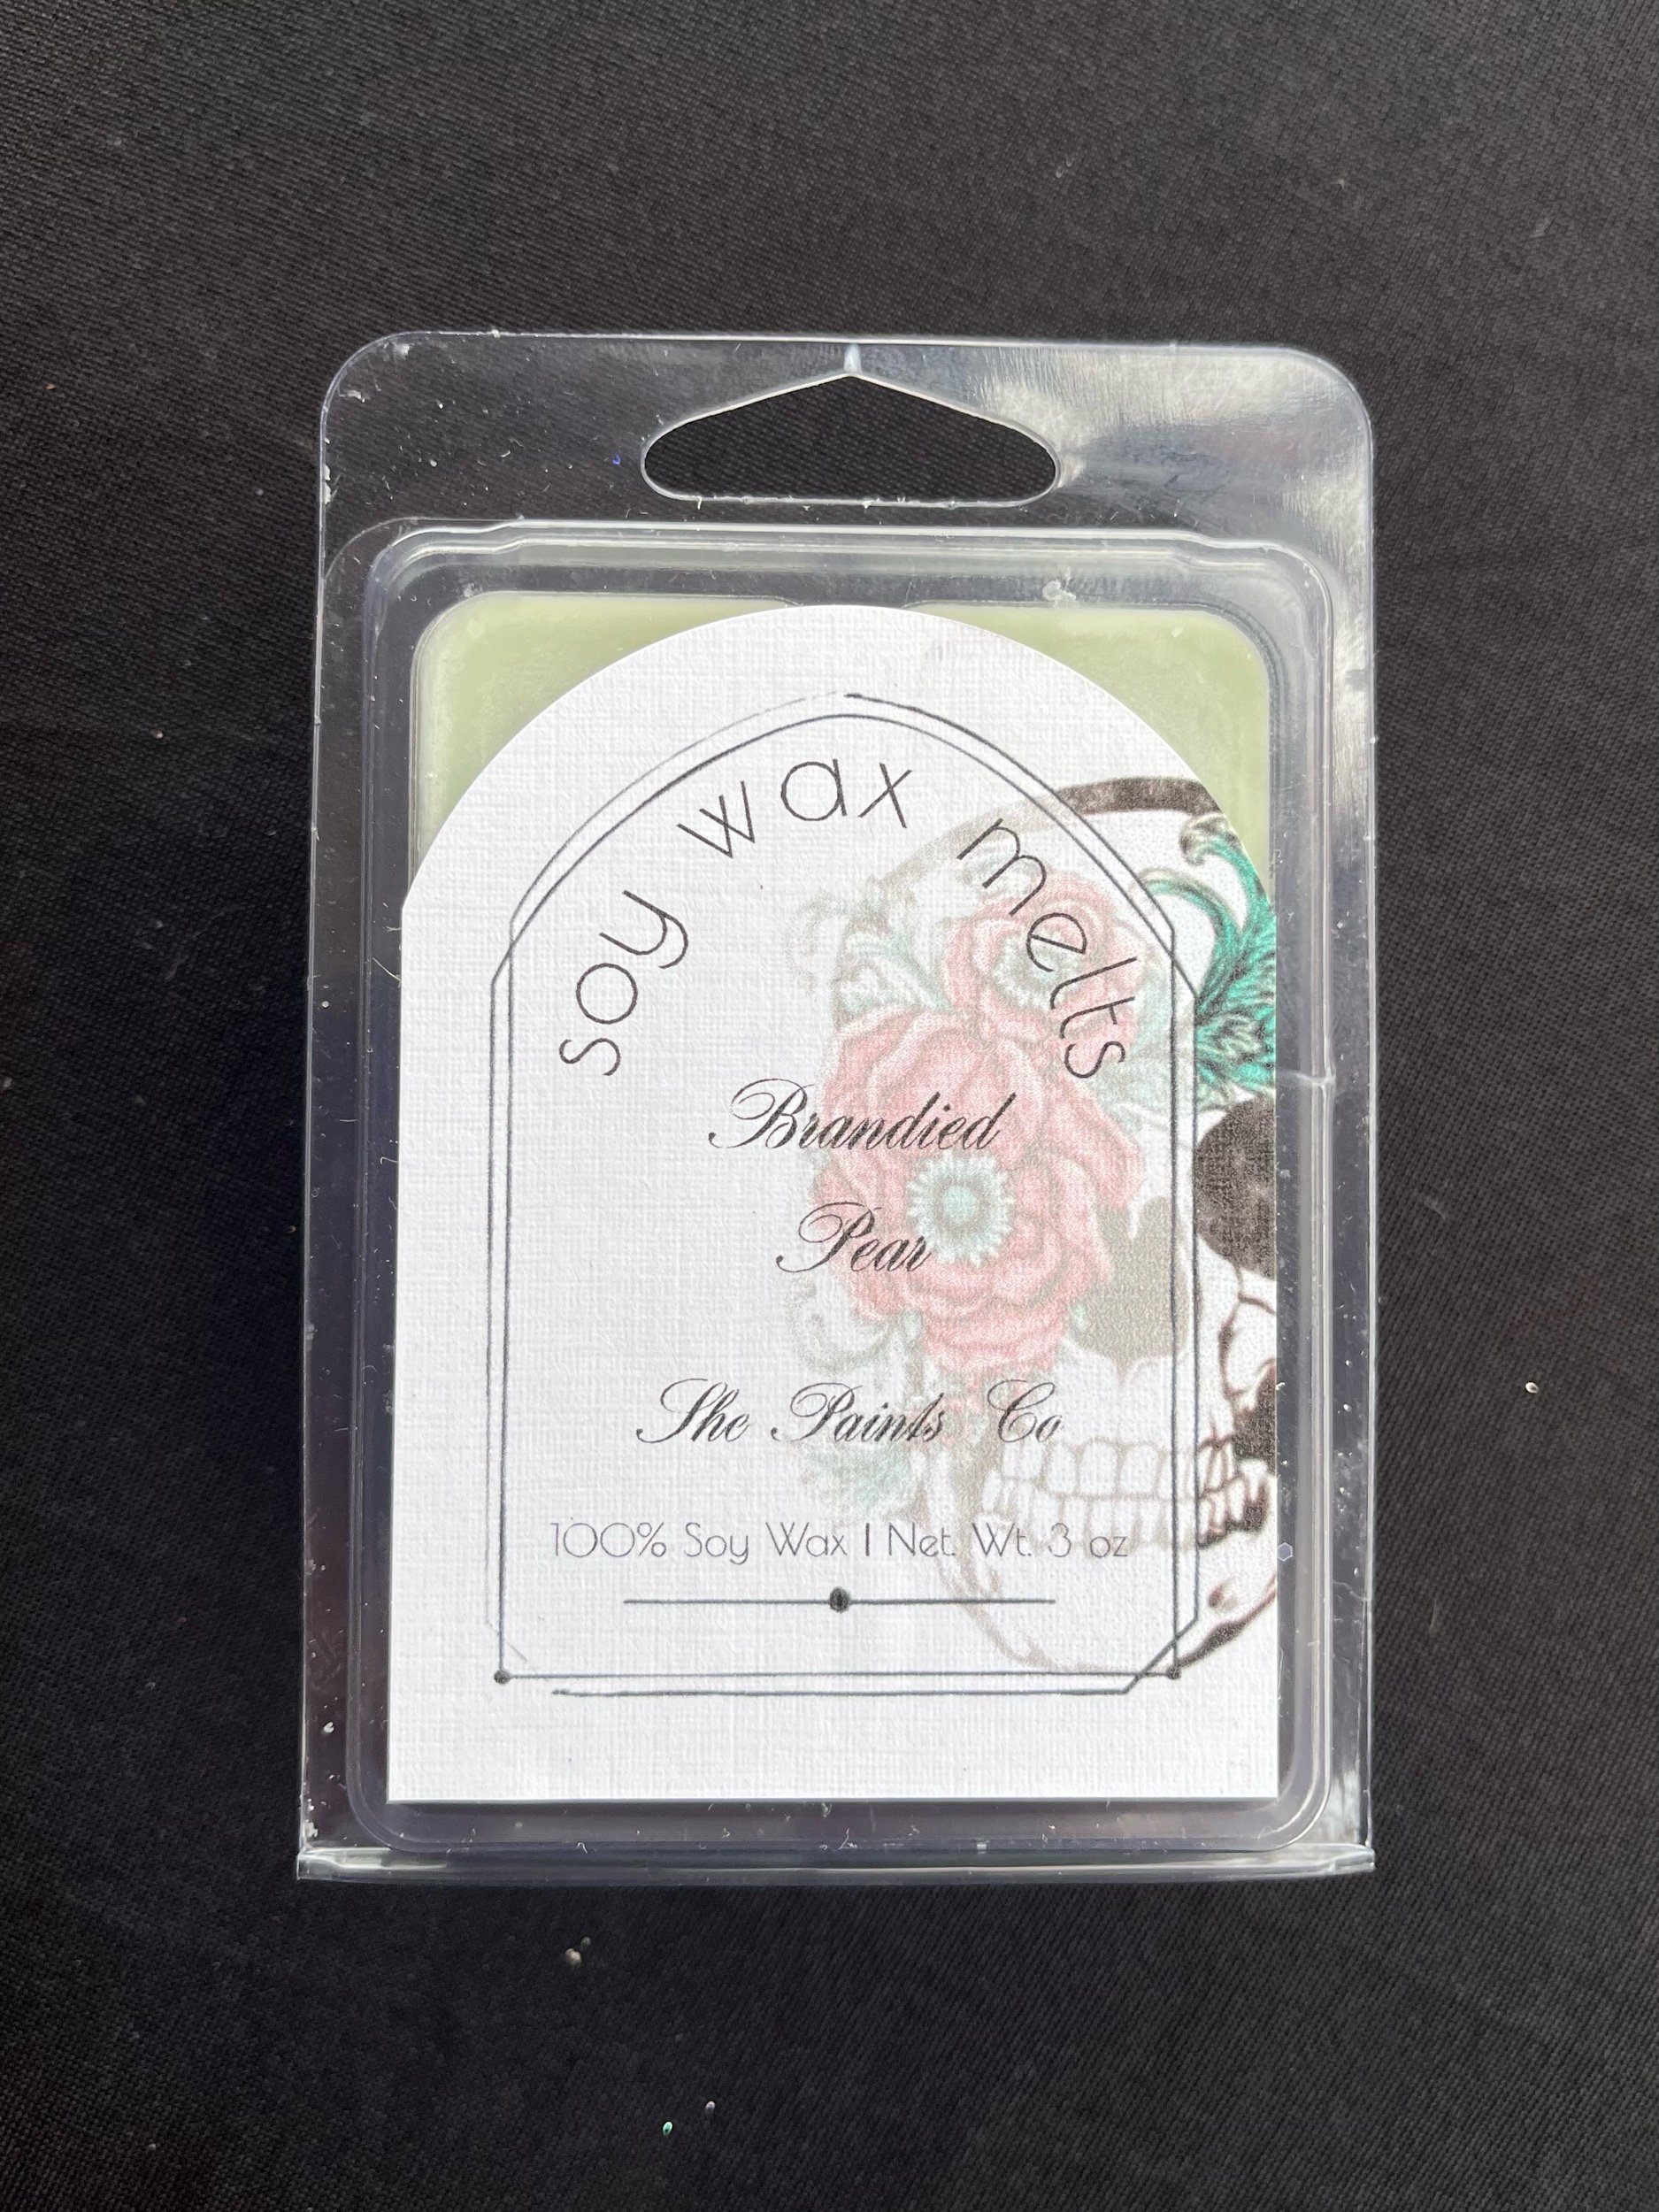 soy wax melts
Brandied
Pear
She Paints Co
100% Soy Wax | Net. Wt. 3 oz